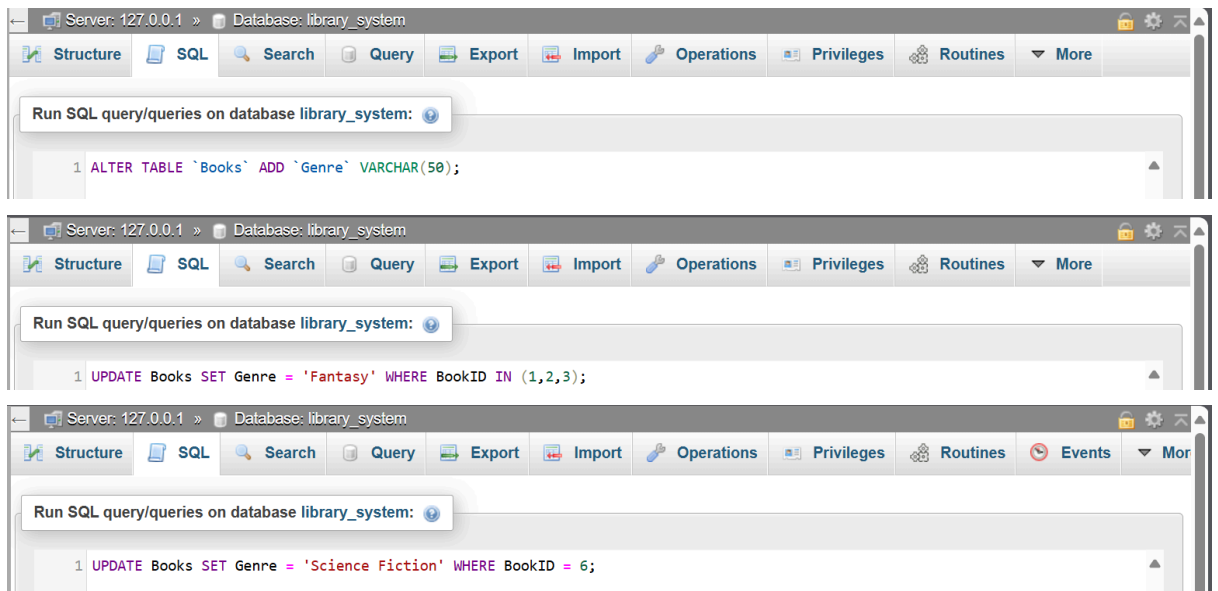 Server: 127.0.0.1 » Database: library_system
Structure SQL Search Query Export Import Operations Privileges Routines More
Run SQL query/queries on database library_system:
1 ALTER TABLE `Books` ADD `Genre` VARCHAR(50);
Server: 127.0.0.1 » Database: library_system
Structure SQL Search Query Export Import Operations Privileges Routines More
Run SQL query/queries on database library_system:
1 UPDATE Books SET Genre = 'Fantasy' WHERE BookID IN (1,2,3);
Server: 127.0.0.1 » Database: library_system
Structure SQL Search Query Export Import Operations Privileges Routines Events Mor
Run SQL query/queries on database library_system:
1 UPDATE Books SET Genre = 'Science Fiction' WHERE BookID = 6;